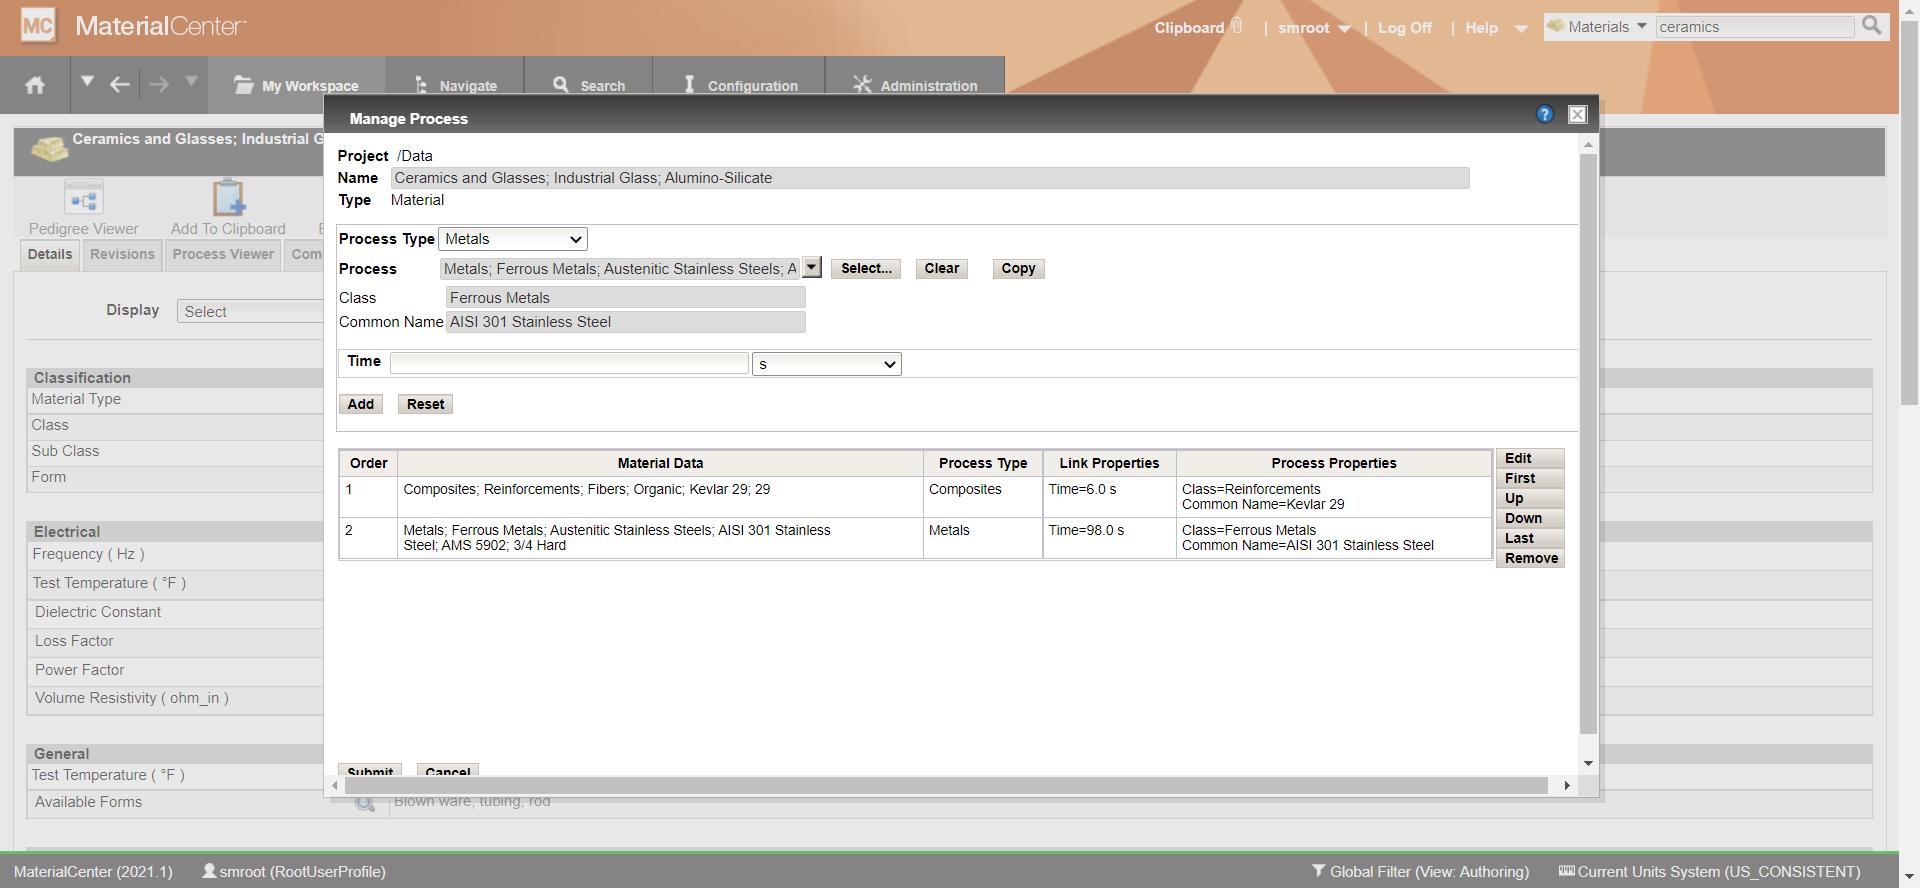 MC MaterialCenter
Clipboard | smroot | Log Off | Help
Materials ceramics
My Workspace Navigate Search Configuration Administration
Ceramics and Glasses; Industrial G
Pedigree Viewer Add To Clipboard E
Details Revisions Process Viewer Com
Display Select
Classification
Material Type
Class
Sub Class
Form
Electrical
Frequency ( Hz )
Test Temperature ( °F )
Dielectric Constant
Loss Factor
Power Factor
Volume Resistivity ( ohm_in )
General
Test Temperature ( °F )
Available Forms Blown ware, tubing, rod
Manage Process ?
Project /Data
Name Ceramics and Glasses; Industrial Glass; Alumino-Silicate
Type Material
Process Type Metals
Process Metals; Ferrous Metals; Austenitic Stainless Steels; A Select... Clear Copy
Class Ferrous Metals
Common Name AISI 301 Stainless Steel
Time s
Add Reset
Order Material Data Process Type Link Properties Process Properties
1 Composites; Reinforcements; Fibers; Organic; Kevlar 29; 29 Composites Time=6.0 s Class=Reinforcements
Common Name=Kevlar 29
2 Metals; Ferrous Metals; Austenitic Stainless Steels; AISI 301 Stainless Metals Time=98.0 s Class=Ferrous Metals
Steel; AMS 5902; 3/4 Hard Common Name=AISI 301 Stainless Steel
Edit
First
Up
Down
Last
Remove
Submit Cancel
MaterialCenter (2021.1) smroot (RootUserProfile) Global Filter (View: Authoring) Current Units System (US_CONSISTENT)